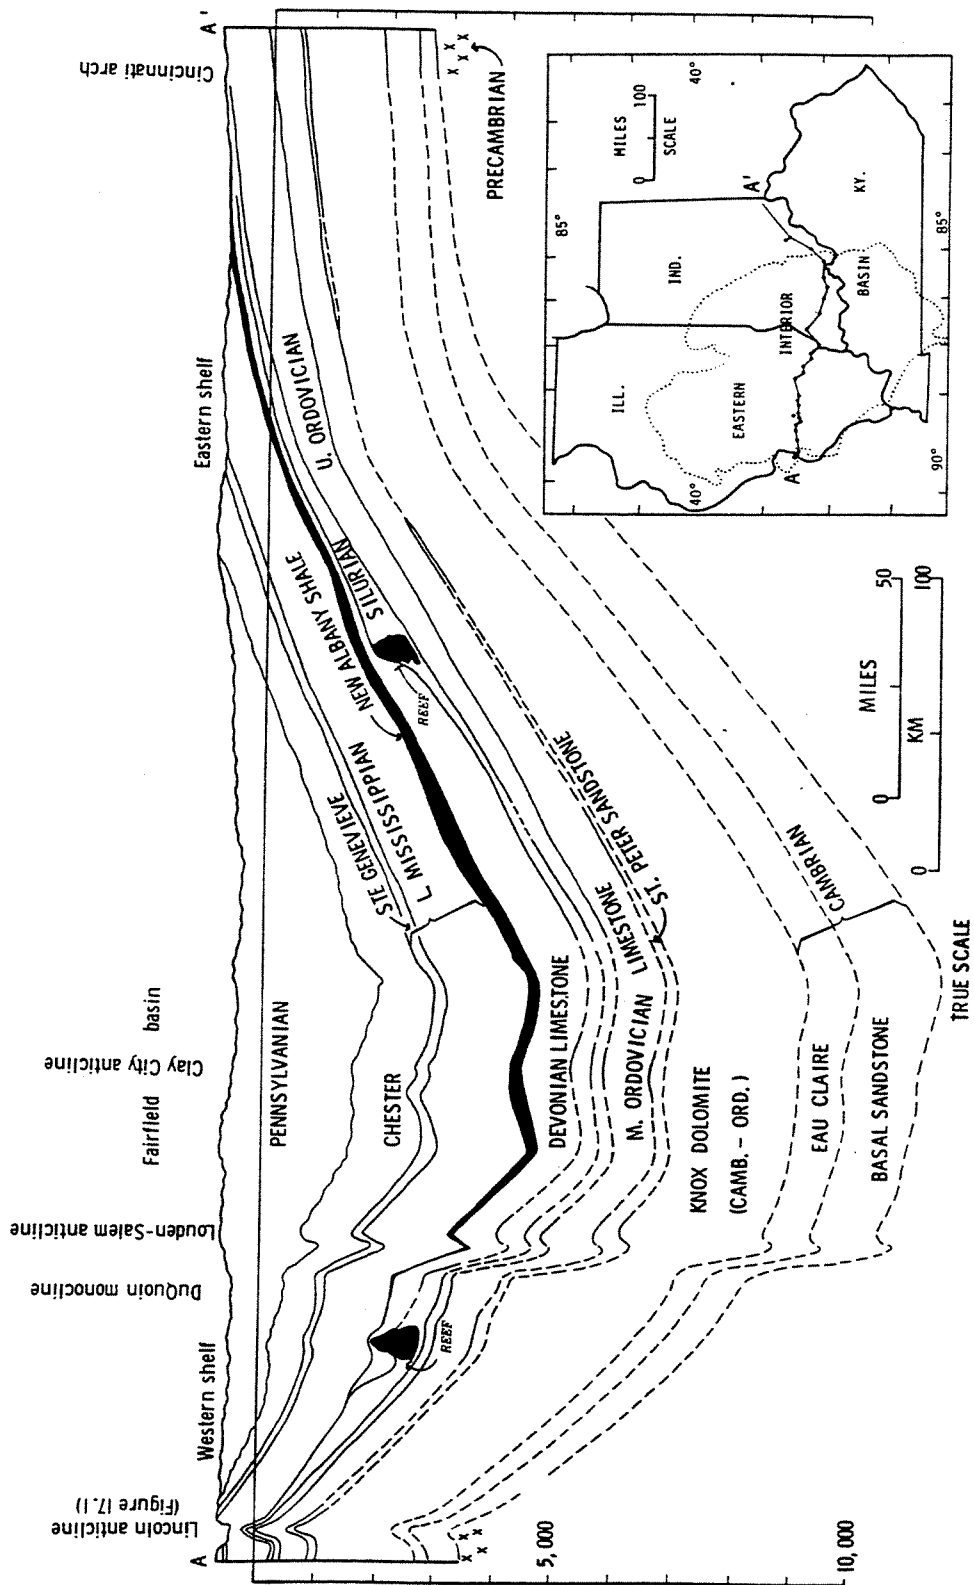 A
Lincoln anticline
(Figure 17.1)
Western shelf
DuQuoin monocline
Louden-Salem anticline
Fairfield
Clay City anticline
basin
Eastern shelf
Cincinnati arch
A'
PENNSYLVANIAN
CHESTER
STE GENEVIEVE
L MISSISSIPPIAN
NEW ALBANY SHALE
REEF
SILURIAN
U. ORDOVICIAN
REEF
DEVONIAN LIMESTONE
M. ORDOVICIAN LIMESTONE
ST. PETER SANDSTONE
KNOX DOLOMITE
(CAMB. - ORD.)
EAU CLAIRE
BASAL SANDSTONE
CAMBRIAN
PRECAMBRIAN
5,000
10,000
0 50
MILES
KM
0 100
TRUE SCALE
85°
40°
MILES
0 100
SCALE
ILL.
IND.
KY.
EASTERN
INTERIOR
BASIN
A
A'
40°
90°
85°